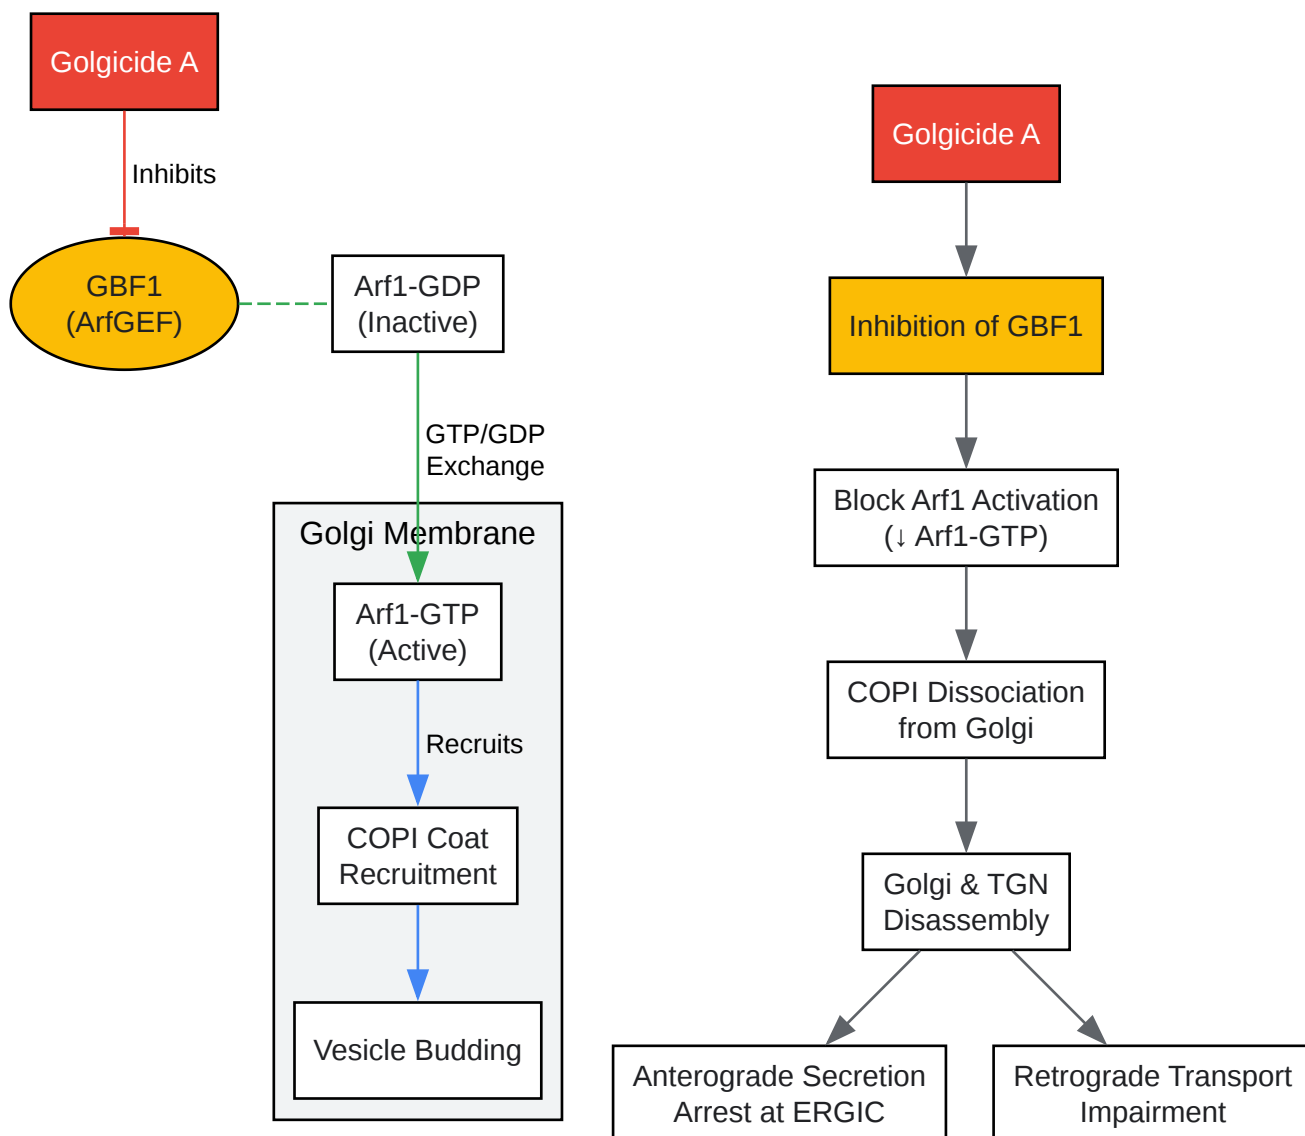 Golgicide A
Inhibits
GBF1
(ArfGEF)
Arf1-GDP
(Inactive)
GTP/GDP
Exchange
Golgi Membrane
Arf1-GTP
(Active)
Recruits
COPI Coat
Recruitment
Vesicle Budding
Golgicide A
Inhibition of GBF1
Block Arf1 Activation
(↓ Arf1-GTP)
COPI Dissociation
from Golgi
Golgi & TGN
Disassembly
Anterograde Secretion
Arrest at ERGIC
Retrograde Transport
Impairment